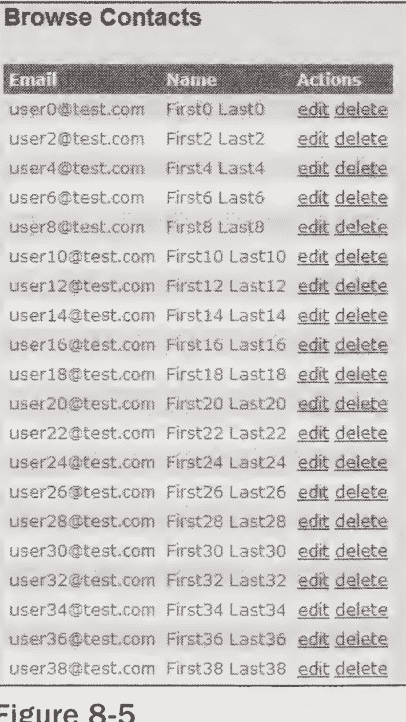 Browse Contacts
Email Name Actions
user0@test.com First0 Last0 edit delete
user2@test.com First2 Last2 edit delete
user4@test.com First4 Last4 edit delete
user6@test.com First6 Last6 edit delete
user8@test.com First8 Last8 edit delete
user10@test.com First10 Last10 edit delete
user12@test.com First12 Last12 edit delete
user14@test.com First14 Last14 edit delete
user16@test.com First16 Last16 edit delete
user18@test.com First18 Last18 edit delete
user20@test.com First20 Last20 edit delete
user22@test.com First22 Last22 edit delete
user24@test.com First24 Last24 edit delete
user26@test.com First26 Last26 edit delete
user28@test.com First28 Last28 edit delete
user30@test.com First30 Last30 edit delete
user32@test.com First32 Last32 edit delete
user34@test.com First34 Last34 edit delete
user36@test.com First36 Last36 edit delete
user38@test.com First38 Last38 edit delete
Figure 8-5